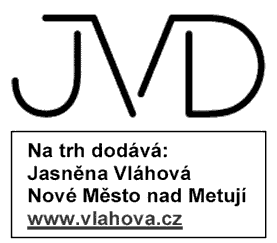 JVD
Na trh dodává:
Jasněna Vláhová
Nové Město nad Metují
www.vlahova.cz